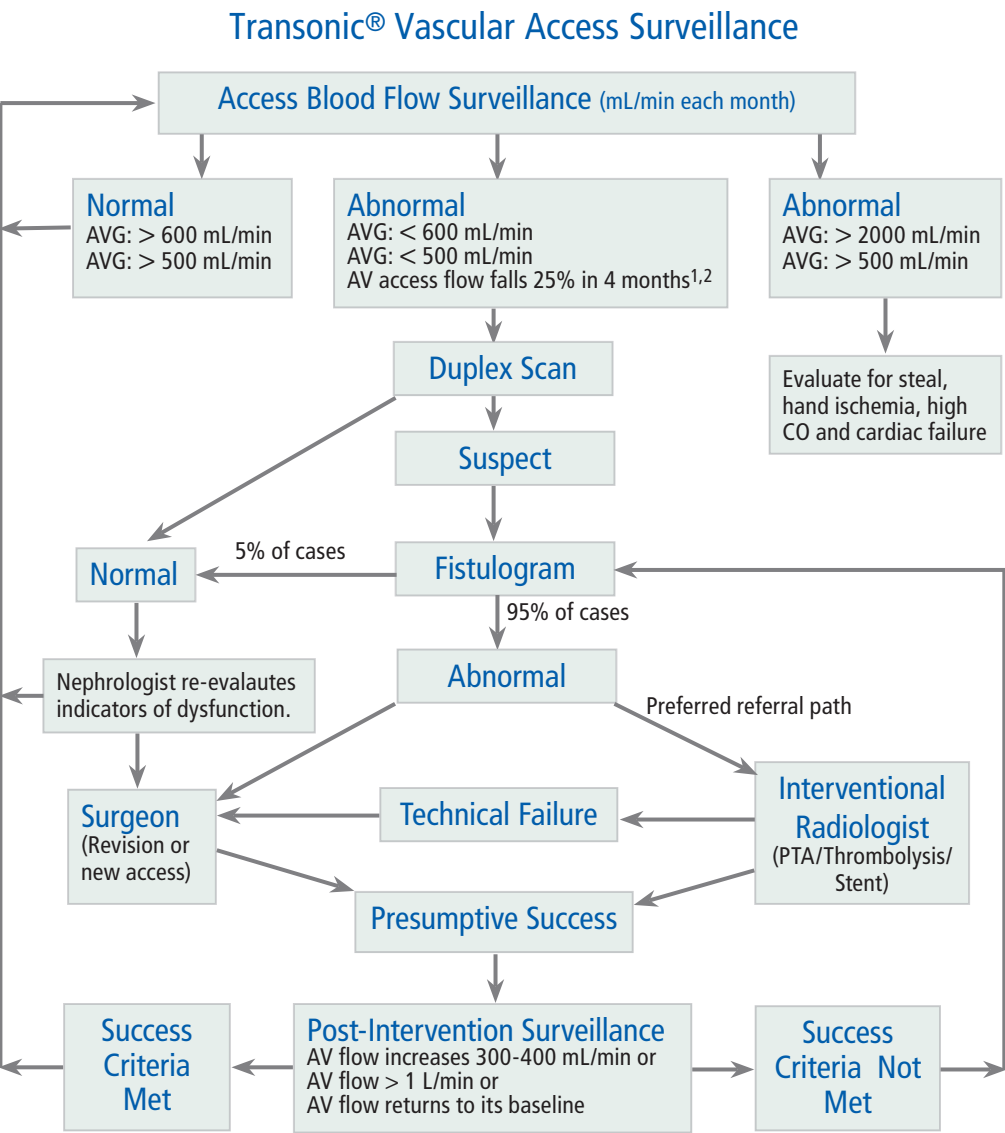 Transonic® Vascular Access Surveillance
Access Blood Flow Surveillance (mL/min each month)
Normal
AVG: > 600 mL/min
AVG: > 500 mL/min
Abnormal
AVG: < 600 mL/min
AVG: < 500 mL/min
AV access flow falls 25% in 4 months1,2
Abnormal
AVG: > 2000 mL/min
AVG: > 500 mL/min
Duplex Scan
Evaluate for steal,
hand ischemia, high
CO and cardiac failure
Suspect
5% of cases
Normal
Fistulogram
95% of cases
Nephrologist re-evalautes
indicators of dysfunction.
Abnormal
Preferred referral path
Surgeon
(Revision or
new access)
Technical Failure
Interventional
Radiologist
(PTA/Thrombolysis/
Stent)
Presumptive Success
Success
Criteria
Met
Post-Intervention Surveillance
AV flow increases 300-400 mL/min or
AV flow > 1 L/min or
AV flow returns to its baseline
Success
Criteria Not
Met